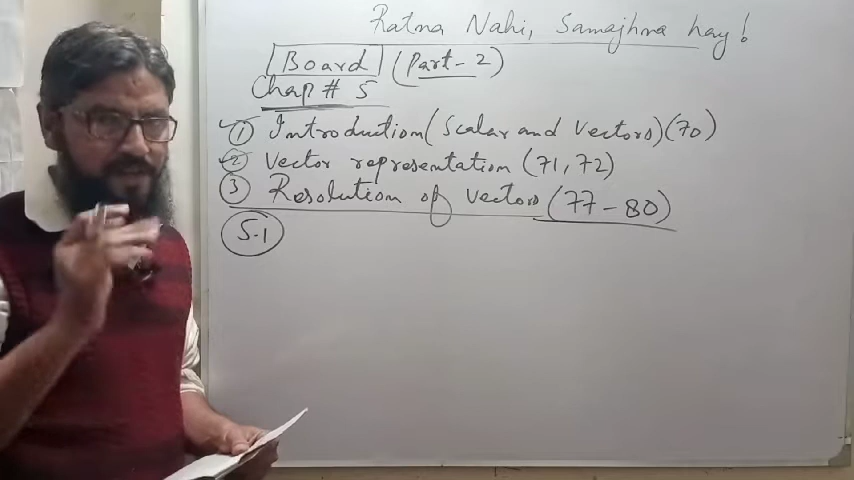 Ratna Nahi, Samajhna hay!
Board (Part-2)
Chap # 5
① Introduction (Scalar and Vectors) (70)
② Vector representation (71, 72)
③ Resolution of vectors (77-80)
5.1